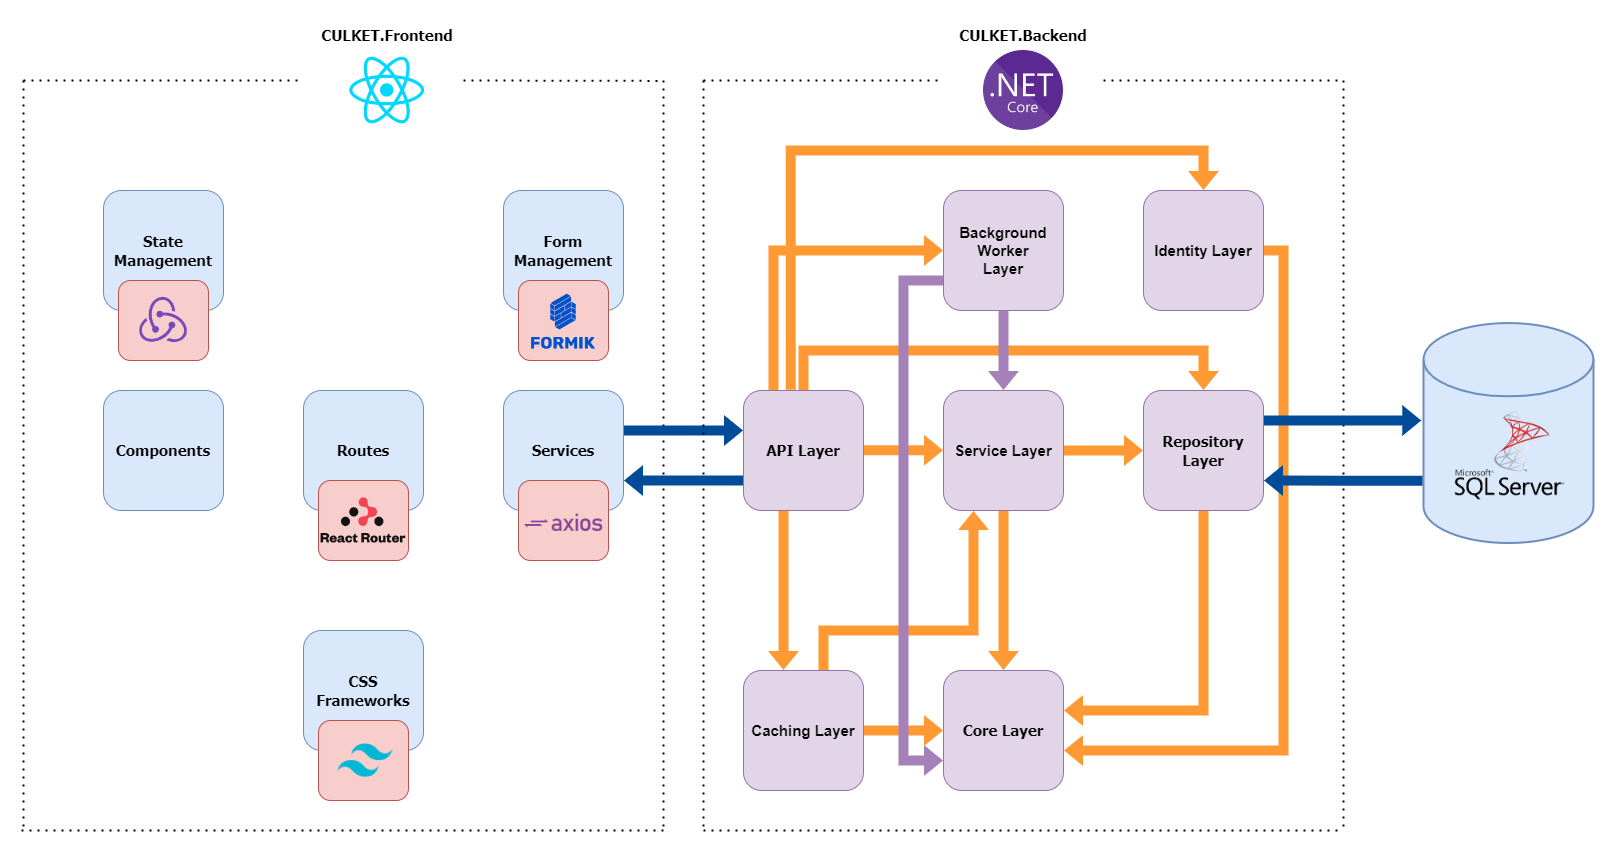 CULKET.Frontend
CULKET.Backend
.NET
Core
State
Management
Form
Management
FORMIK
Background
Worker
Layer
Identity Layer
Components
Routes
React Router
Services
axios
API Layer
Service Layer
Repository
Layer
Microsoft®
SQL Server®
CSS
Frameworks
Caching Layer
Core Layer